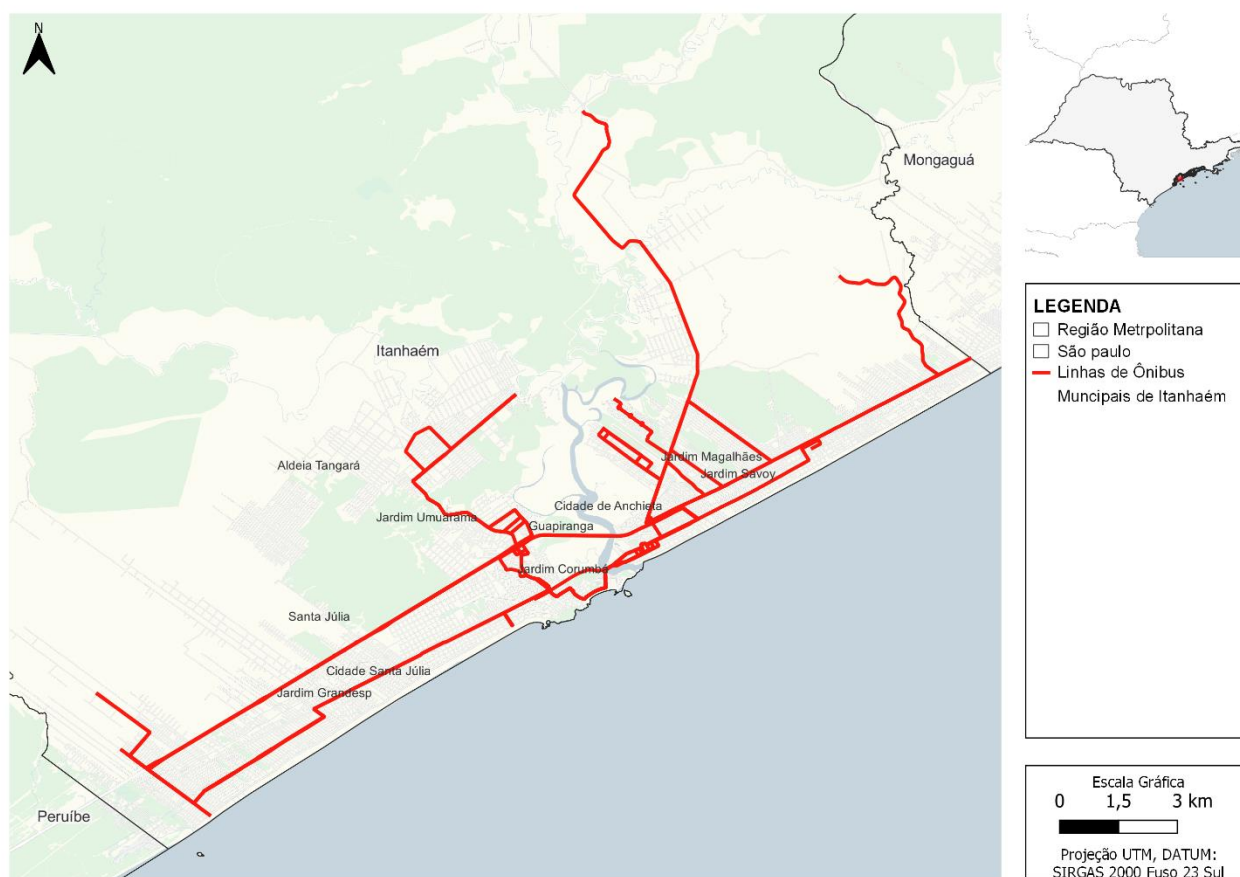 N
Mongaguá
Itanhaém
Aldeia Tangará
Jardim Magalhães
Jardim Savoy
Cidade de Anchieta
Jardim Umuarama
Guapiranga
Jardim Corumbá
Santa Júlia
Cidade Santa Júlia
Jardim Grandesp
Peruíbe
LEGENDA
Região Metrpolitana
São paulo
Linhas de Ônibus
Muncipais de Itanhaém
Escala Gráfica
0 1,5 3 km
Projeção UTM, DATUM:
SIRGAS 2000 Fuso 23 Sul